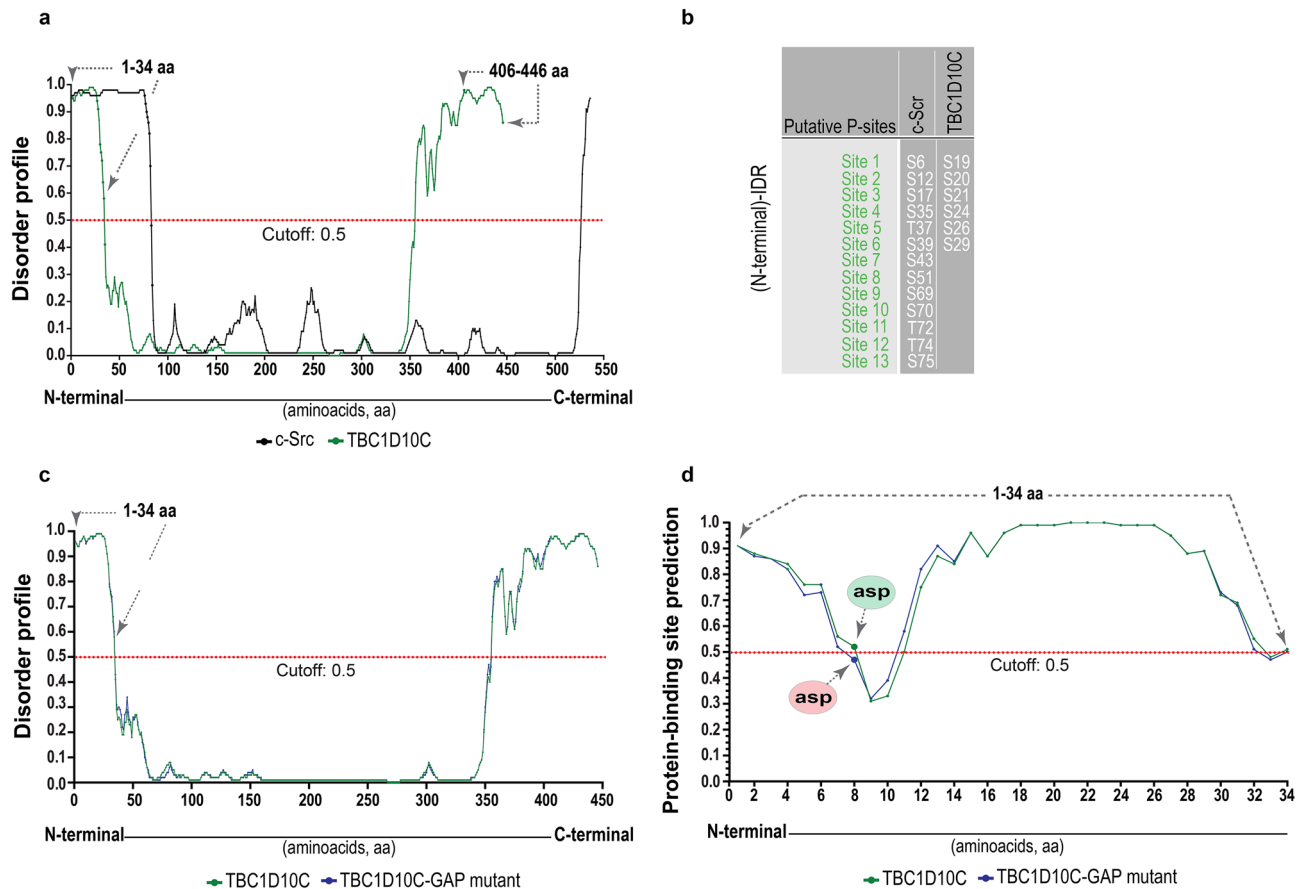 a
1-34 aa
406-446 aa
Disorder profile
1.0
0.9
0.8
0.7
0.6
0.5
0.4
0.3
0.2
0.1
0.0
Cutoff: 0.5
0 50 100 150 200 250 300 350 400 450 500 550
N-terminal C-terminal
(aminoacids, aa)
c-Src TBC1D10C
b
(N-terminal)-IDR
Putative P-sites c-Scr TBC1D10C
Site 1 S6 S19
Site 2 S12 S20
Site 3 S17 S21
Site 4 S35 S24
Site 5 T37 S26
Site 6 S39 S29
Site 7 S43
Site 8 S51
Site 9 S69
Site 10 S70
Site 11 T72
Site 12 T74
Site 13 S75
c
1-34 aa
Disorder profile
1.0
0.9
0.8
0.7
0.6
0.5
0.4
0.3
0.2
0.1
0.0
Cutoff: 0.5
0 50 100 150 200 250 300 350 400 450
N-terminal C-terminal
(aminoacids, aa)
TBC1D10C TBC1D10C-GAP mutant
d
1-34 aa
Protein-binding site prediction
1.0
0.9
0.8
0.7
0.6
0.5
0.4
0.3
0.2
0.1
0.0
asp
asp
Cutoff: 0.5
0 2 4 6 8 10 12 14 16 18 20 22 24 26 28 30 32 34
N-terminal
(aminoacids, aa)
TBC1D10C TBC1D10C-GAP mutant